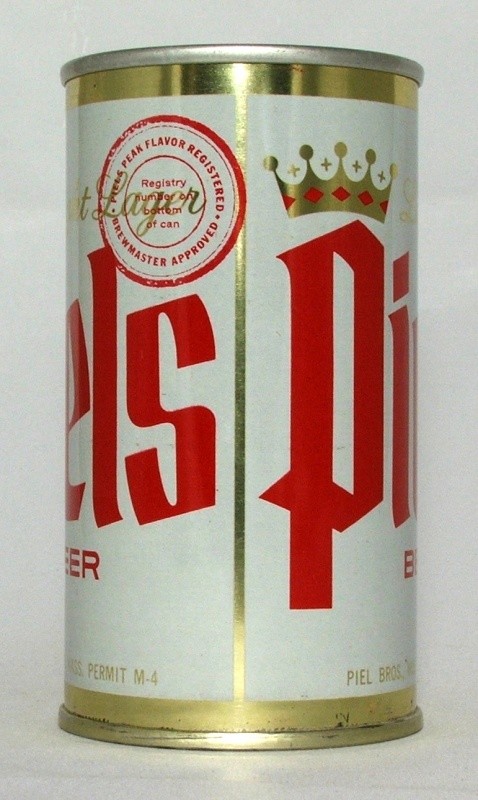 PIELS PEAK FLAVOR REGISTERED
t Lager
Registry
number on
bottom
of can
BREWMASTER APPROVED
els
EER
SS. PERMIT M-4
L
Pi
B
PIEL BROS.,